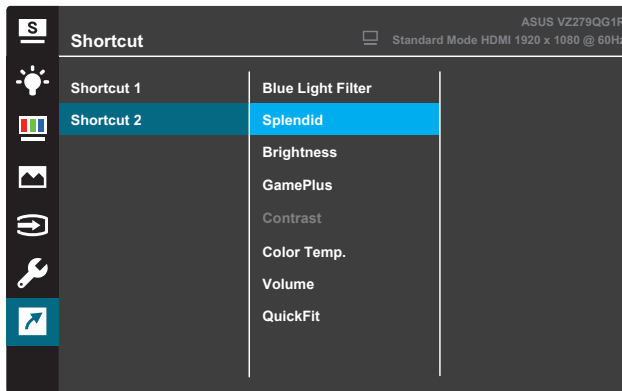 S
ASUS VZ279QG1R
Shortcut
Standard Mode HDMI 1920 x 1080 @ 60Hz
Shortcut 1
Blue Light Filter
Shortcut 2
Splendid
Brightness
GamePlus
Contrast
Color Temp.
Volume
QuickFit